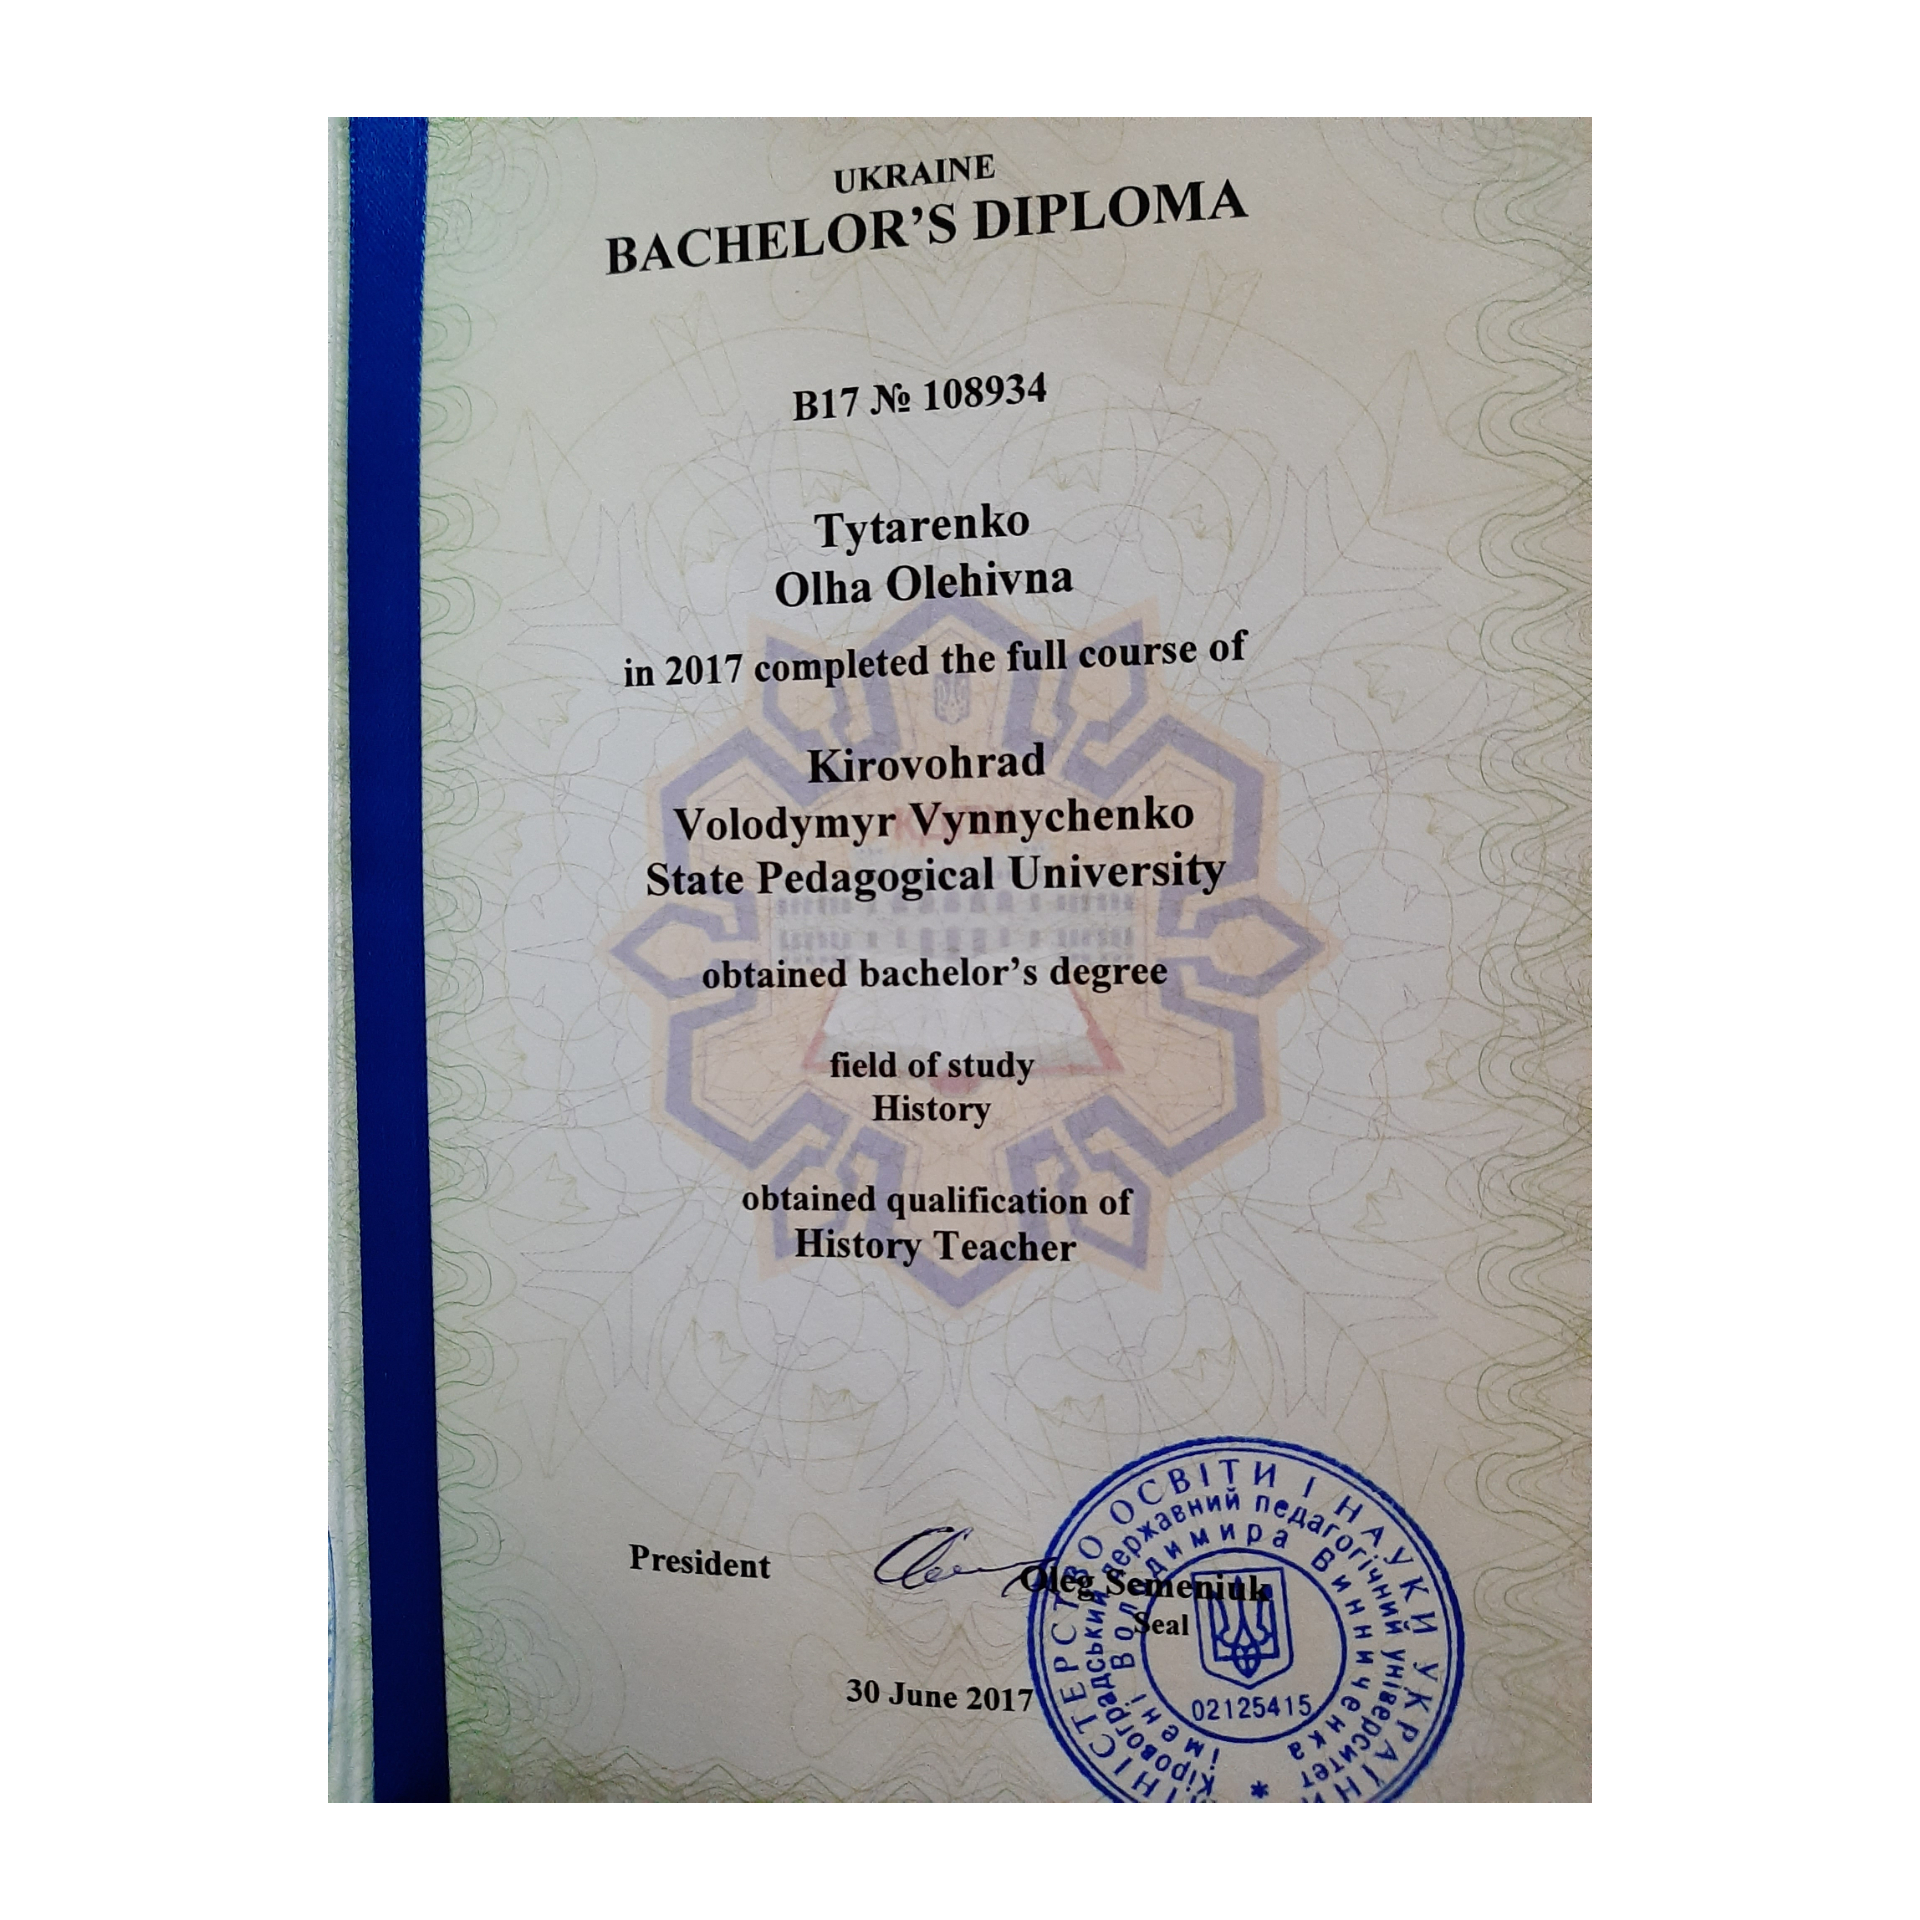 UKRAINE
BACHELOR’S DIPLOMA
B17 № 108934
Tytarenko
Olha Olehivna
in 2017 completed the full course of
Kirovohrad
Volodymyr Vynnychenko
State Pedagogical University
obtained bachelor’s degree
field of study
History
obtained qualification of
History Teacher
President
Oleg Semeniuk
Seal
30 June 2017
МІНІСТЕРСТВО ОСВІТИ І НАУКИ УКРАЇНИ
Кіровоградський державний педагогічний університет
імені Володимира Винниченка
02125415
*